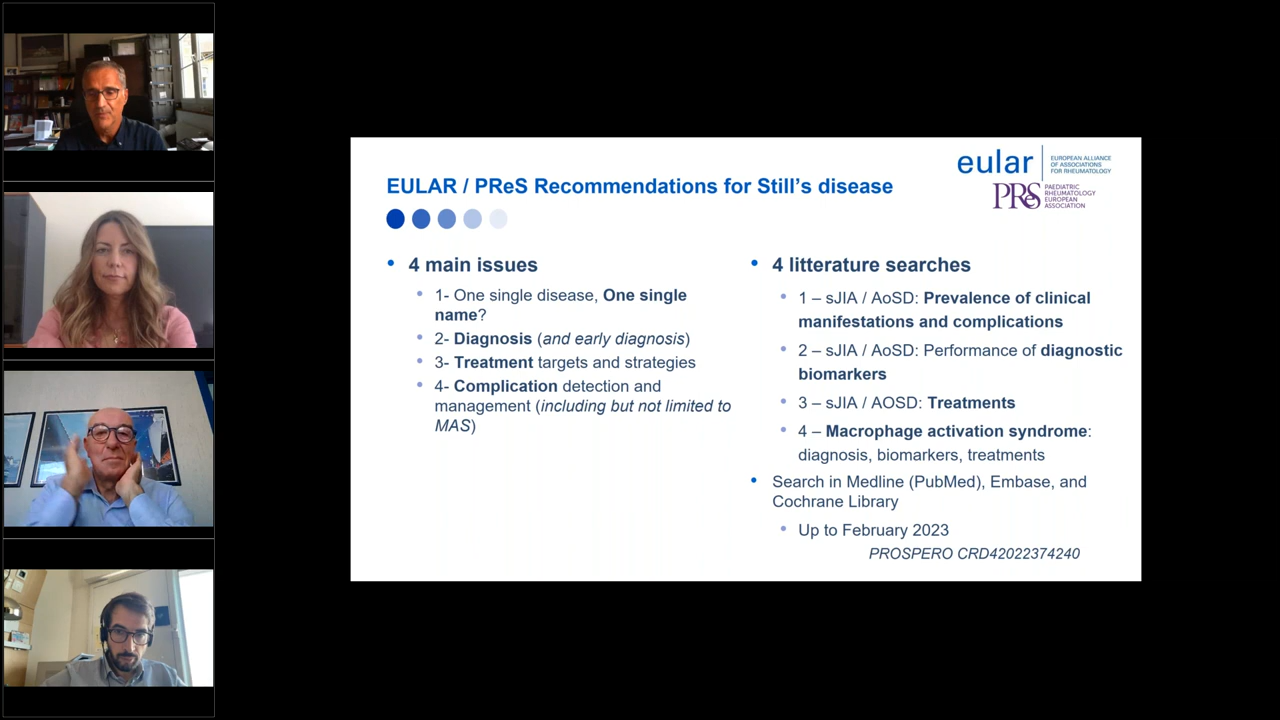 EULAR / PReS Recommendations for Still's disease
eular
EUROPEAN ALLIANCE
OF ASSOCIATIONS
FOR RHEUMATOLOGY
PReS
PAEDIATRIC
RHEUMATOLOGY
EUROPEAN
ASSOCIATION
• 4 main issues
• 1- One single disease, One single
name?
• 2- Diagnosis (and early diagnosis)
• 3- Treatment targets and strategies
• 4- Complication detection and
management (including but not limited to
MAS)
• 4 litterature searches
• 1 – sJIA / AoSD: Prevalence of clinical
manifestations and complications
• 2 – sJIA / AoSD: Performance of diagnostic
biomarkers
• 3 – sJIA / AOSD: Treatments
• 4 – Macrophage activation syndrome:
diagnosis, biomarkers, treatments
• Search in Medline (PubMed), Embase, and
Cochrane Library
• Up to February 2023
PROSPERO CRD42022374240